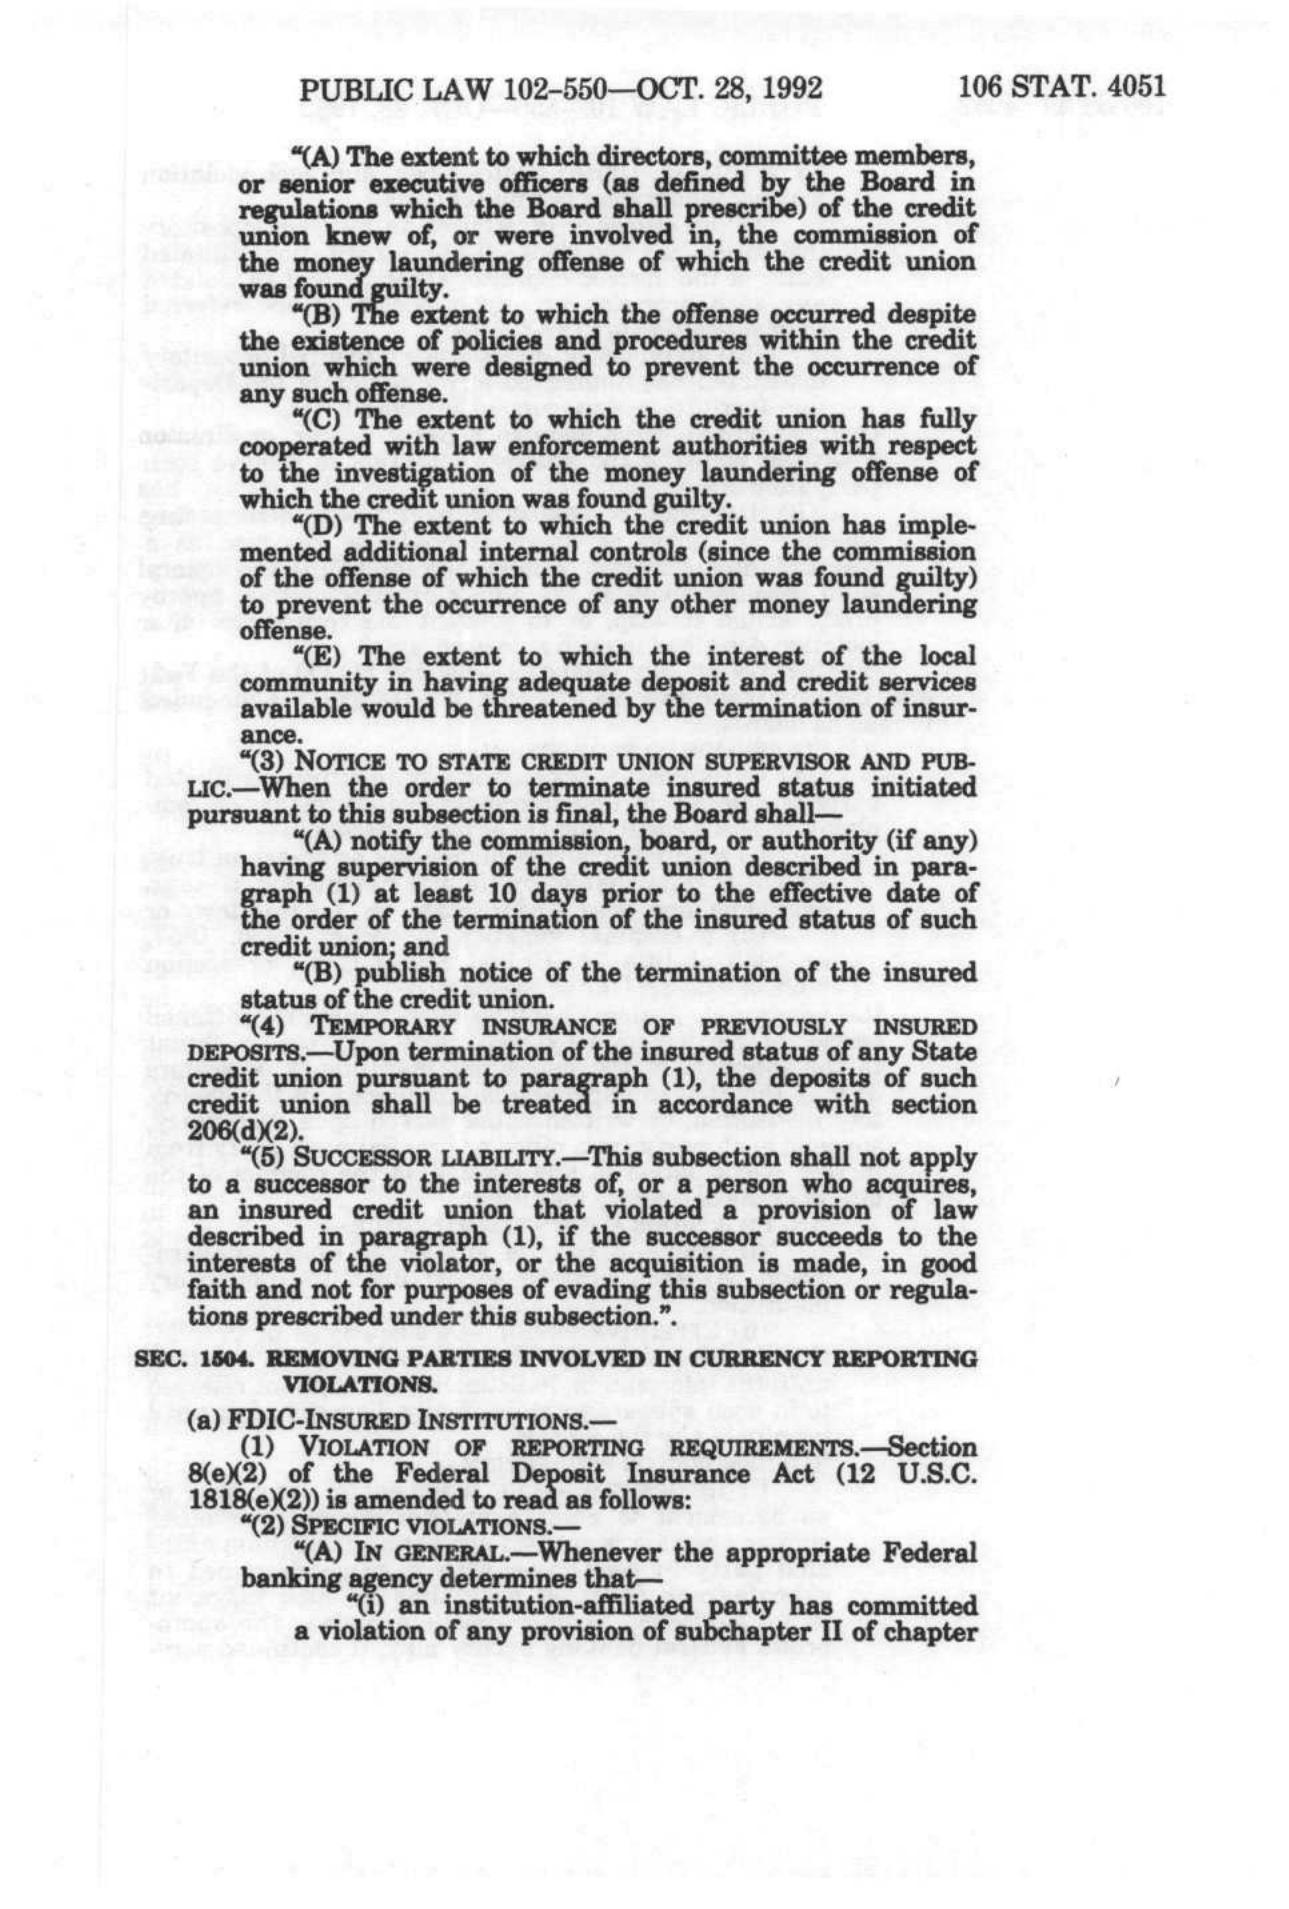 PUBLIC LAW 102–550—OCT. 28, 1992
106 STAT. 4051
“(A) The extent to which directors, committee members,
or senior executive officers (as defined by the Board in
regulations which the Board shall prescribe) of the credit
union knew of, or were involved in, the commission of
the money laundering offense of which the credit union
was found guilty.
“(B) The extent to which the offense occurred despite
the existence of policies and procedures within the credit
union which were designed to prevent the occurrence of
any such offense.
“(C) The extent to which the credit union has fully
cooperated with law enforcement authorities with respect
to the investigation of the money laundering offense of
which the credit union was found guilty.
“(D) The extent to which the credit union has imple-
mented additional internal controls (since the commission
of the offense of which the credit union was found guilty)
to prevent the occurrence of any other money laundering
offense.
“(E) The extent to which the interest of the local
community in having adequate deposit and credit services
available would be threatened by the termination of insur-
ance.
“(3) NOTICE TO STATE CREDIT UNION SUPERVISOR AND PUB-
LIC.—When the order to terminate insured status initiated
pursuant to this subsection is final, the Board shall—
“(A) notify the commission, board, or authority (if any)
having supervision of the credit union described in para-
graph (1) at least 10 days prior to the effective date of
the order of the termination of the insured status of such
credit union; and
“(B) publish notice of the termination of the insured
status of the credit union.
“(4) TEMPORARY INSURANCE OF PREVIOUSLY INSURED
DEPOSITS.—Upon termination of the insured status of any State
credit union pursuant to paragraph (1), the deposits of such
credit union shall be treated in accordance with section
206(d)(2).
“(5) SUCCESSOR LIABILITY.—This subsection shall not apply
to a successor to the interests of, or a person who acquires,
an insured credit union that violated a provision of law
described in paragraph (1), if the successor succeeds to the
interests of the violator, or the acquisition is made, in good
faith and not for purposes of evading this subsection or regula-
tions prescribed under this subsection.”.
SEC. 1504. REMOVING PARTIES INVOLVED IN CURRENCY REPORTING
VIOLATIONS.
(a) FDIC-INSURED INSTITUTIONS.—
(1) VIOLATION OF REPORTING REQUIREMENTS.—Section
8(e)(2) of the Federal Deposit Insurance Act (12 U.S.C.
1818(e)(2)) is amended to read as follows:
“(2) SPECIFIC VIOLATIONS.—
“(A) IN GENERAL.—Whenever the appropriate Federal
banking agency determines that—
“(i) an institution-affiliated party has committed
a violation of any provision of subchapter II of chapter